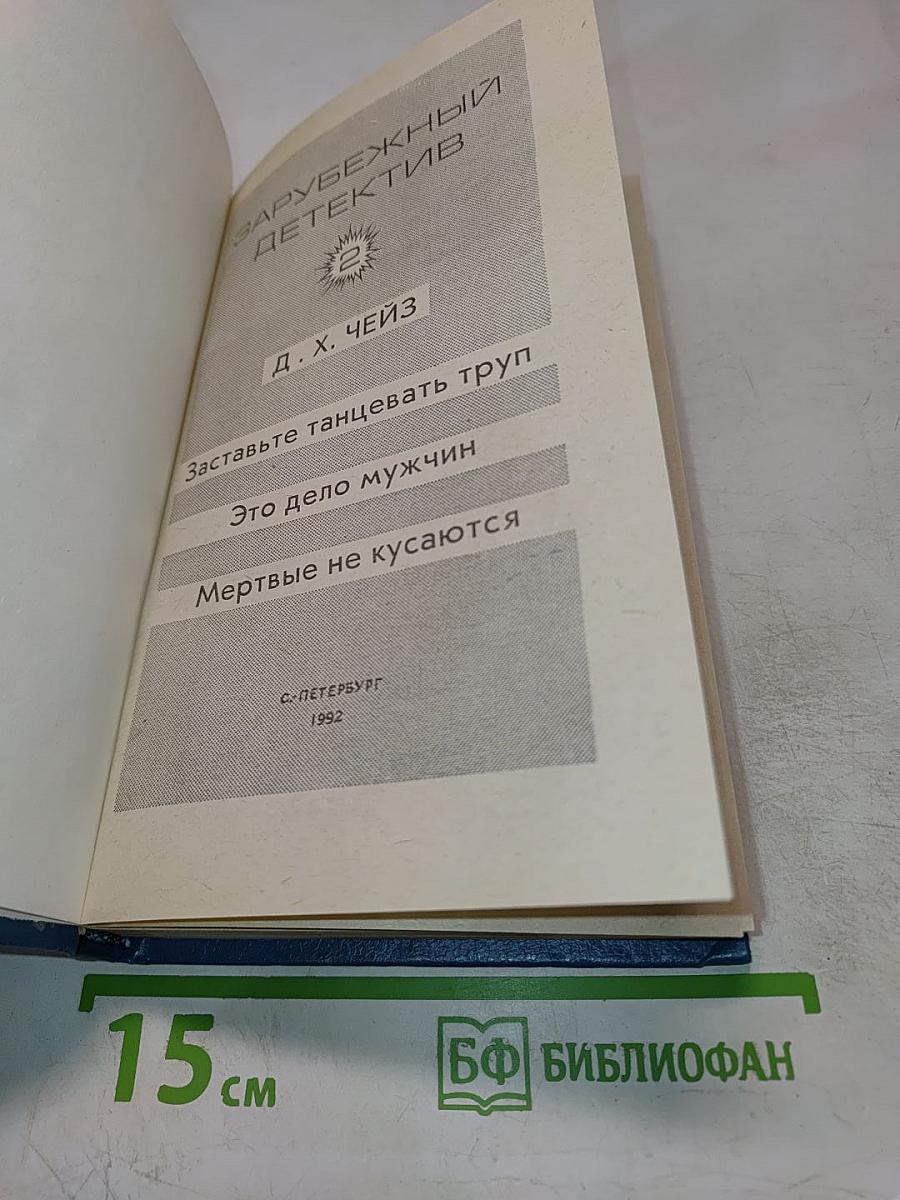 ЗАРУБЕЖНЫЙ
ДЕТЕКТИВ
2
Д. Х. ЧЕЙЗ
Заставьте танцевать труп
Это дело мужчин
Мертвые не кусаются
С.-ПЕТЕРБУРГ
1992
15 см
БФ БИБЛИОФАН